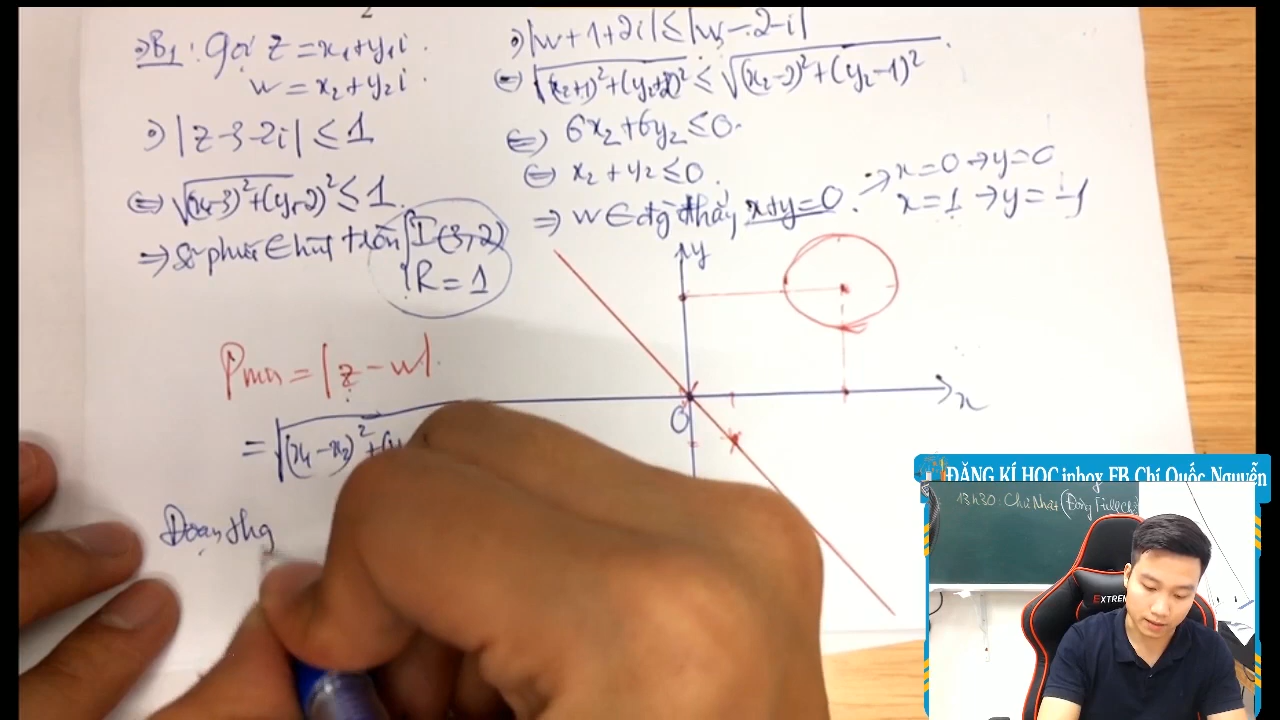 →B1: Gọi z = x₁+y₁i.
w = x₂+y₂i.
•) |z-3-2i| ≤ 1
⇔ √(x₁-3)²+(y₁-2)² ≤ 1.
⇒ Số phức ∈ hình tròn I(3,2)
R = 1
•) |w+1+2i| ≤ |w-2-i|
⇔ √(x₂+1)²+(y₂+2)² ≤ √(x₂-2)²+(y₂-1)².
⇔ 6x₂+6y₂ ≤ 0.
⇔ x₂+y₂ ≤ 0.
⇒ w ∈ đg thẳg x+y=0.
→ x=0 → y=0
x=1 → y=-1
y
x
O
Pmin = |z-w|.
= √(x₁-x₂)²+(y
Đoạn thg
ĐĂNG KÍ HỌC inbox FB Chí Quốc Nguyễn
13h30: Chủ Nhật
EXTREM